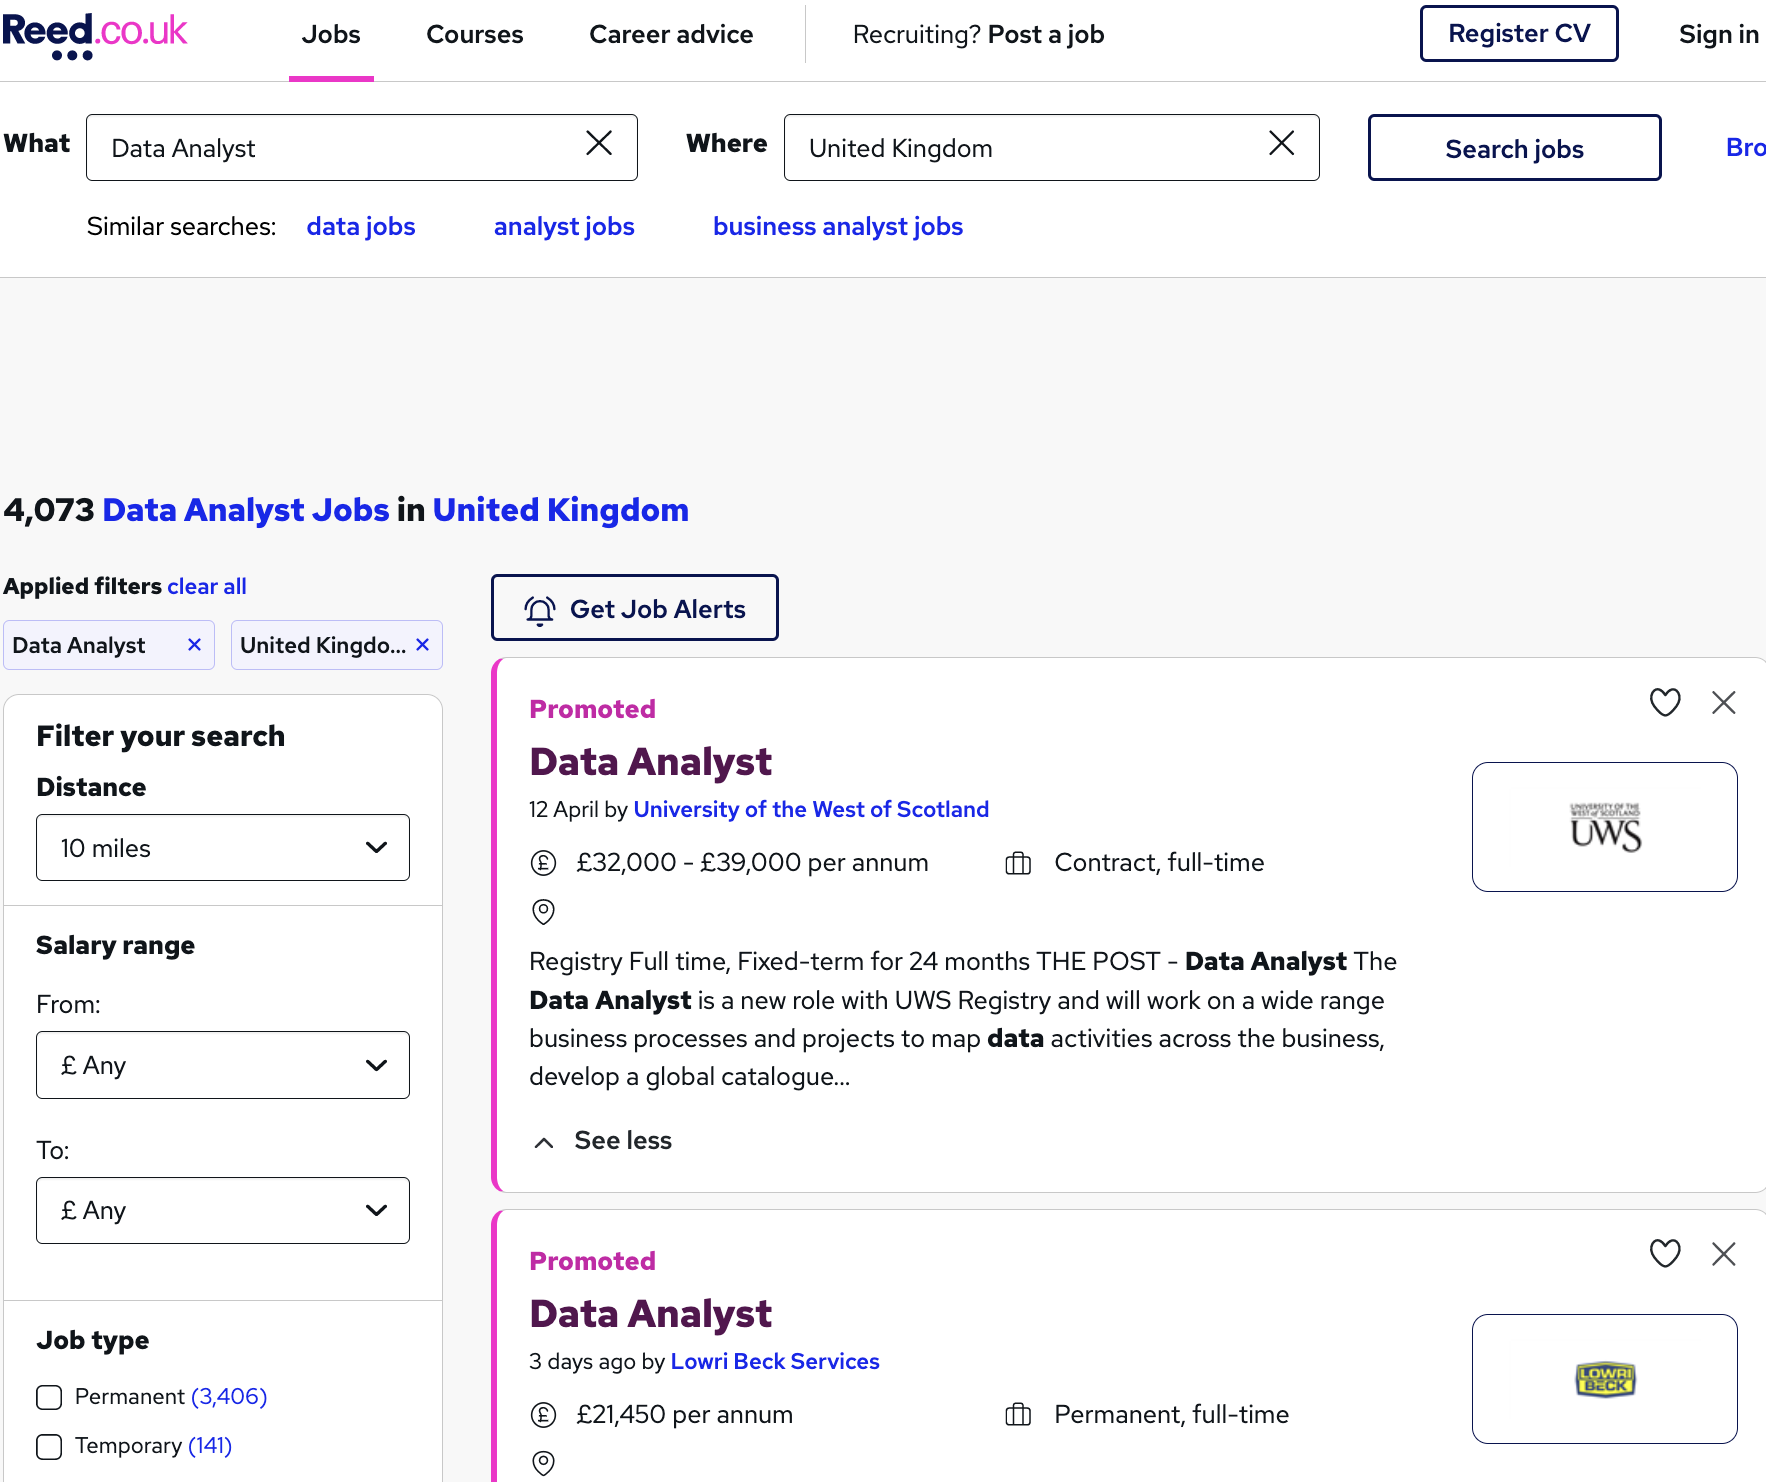 Reed.co.uk
Jobs
Courses
Career advice
Recruiting? Post a job
Register CV
Sign in
What
Data Analyst
Where
United Kingdom
Search jobs
Bro
Similar searches:
data jobs
analyst jobs
business analyst jobs
4,073 Data Analyst Jobs in United Kingdom
Applied filters clear all
Data Analyst
United Kingdo...
Filter your search
Distance
10 miles
Salary range
From:
£ Any
To:
£ Any
Job type
Permanent (3,406)
Temporary (141)
Get Job Alerts
Promoted
Data Analyst
12 April by University of the West of Scotland
£32,000 - £39,000 per annum
Contract, full-time
Registry Full time, Fixed-term for 24 months THE POST - Data Analyst The
Data Analyst is a new role with UWS Registry and will work on a wide range
business processes and projects to map data activities across the business,
develop a global catalogue...
See less
UNIVERSITY OF THE
WEST of SCOTLAND
UWS
Promoted
Data Analyst
3 days ago by Lowri Beck Services
£21,450 per annum
Permanent, full-time
LOWRI
BECK